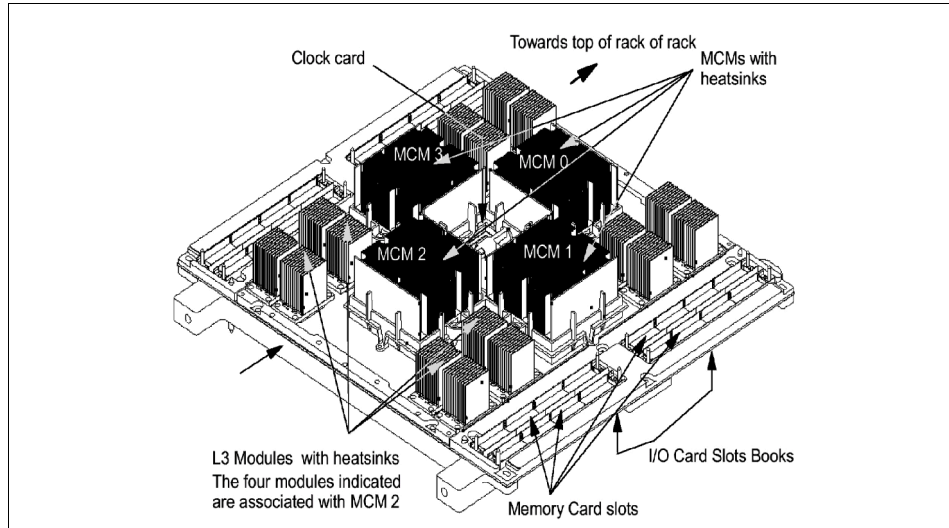 Clock card
Towards top of rack of rack
MCMs with
heatsinks
MCM 3
MCM 0
MCM 2
MCM 1
L3 Modules with heatsinks
The four modules indicated
are associated with MCM 2
Memory Card slots
I/O Card Slots Books